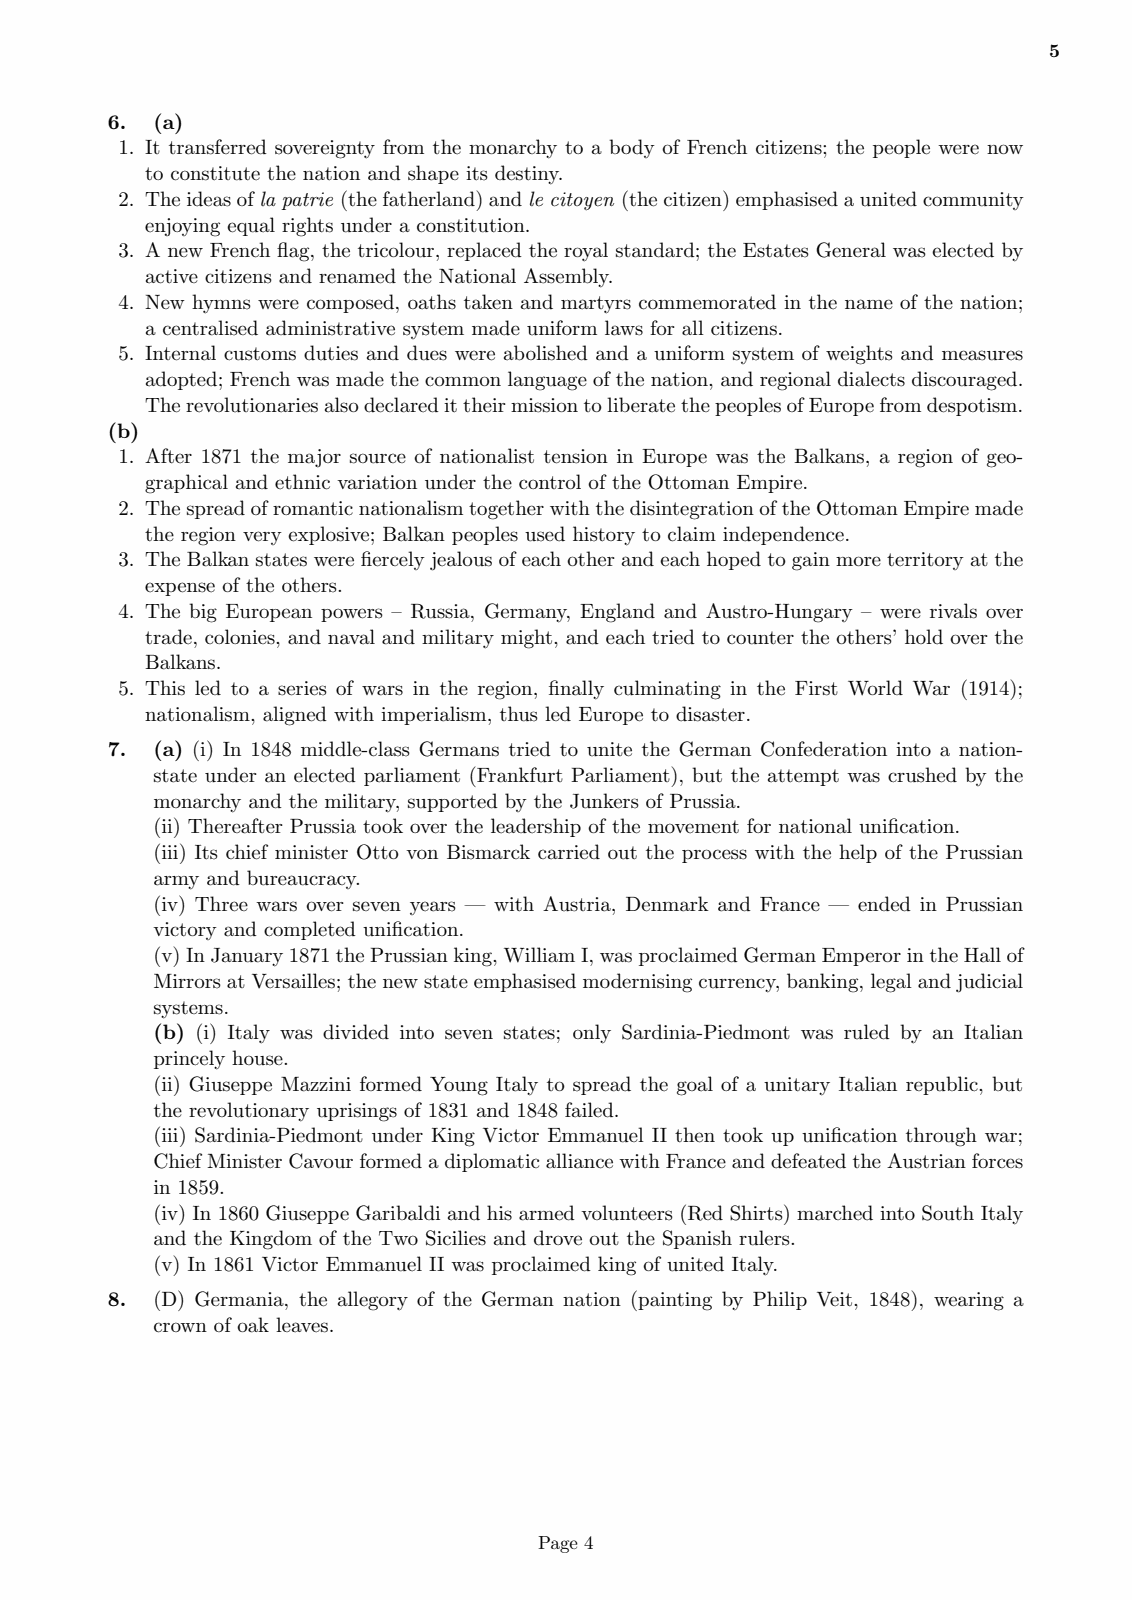 5
6. (a)
1. It transferred sovereignty from the monarchy to a body of French citizens; the people were now
to constitute the nation and shape its destiny.
2. The ideas of la patrie (the fatherland) and le citoyen (the citizen) emphasised a united community
enjoying equal rights under a constitution.
3. A new French flag, the tricolour, replaced the royal standard; the Estates General was elected by
active citizens and renamed the National Assembly.
4. New hymns were composed, oaths taken and martyrs commemorated in the name of the nation;
a centralised administrative system made uniform laws for all citizens.
5. Internal customs duties and dues were abolished and a uniform system of weights and measures
adopted; French was made the common language of the nation, and regional dialects discouraged.
The revolutionaries also declared it their mission to liberate the peoples of Europe from despotism.
(b)
1. After 1871 the major source of nationalist tension in Europe was the Balkans, a region of geo-
graphical and ethnic variation under the control of the Ottoman Empire.
2. The spread of romantic nationalism together with the disintegration of the Ottoman Empire made
the region very explosive; Balkan peoples used history to claim independence.
3. The Balkan states were fiercely jealous of each other and each hoped to gain more territory at the
expense of the others.
4. The big European powers – Russia, Germany, England and Austro-Hungary – were rivals over
trade, colonies, and naval and military might, and each tried to counter the others' hold over the
Balkans.
5. This led to a series of wars in the region, finally culminating in the First World War (1914);
nationalism, aligned with imperialism, thus led Europe to disaster.
7. (a) (i) In 1848 middle-class Germans tried to unite the German Confederation into a nation-
state under an elected parliament (Frankfurt Parliament), but the attempt was crushed by the
monarchy and the military, supported by the Junkers of Prussia.
(ii) Thereafter Prussia took over the leadership of the movement for national unification.
(iii) Its chief minister Otto von Bismarck carried out the process with the help of the Prussian
army and bureaucracy.
(iv) Three wars over seven years — with Austria, Denmark and France — ended in Prussian
victory and completed unification.
(v) In January 1871 the Prussian king, William I, was proclaimed German Emperor in the Hall of
Mirrors at Versailles; the new state emphasised modernising currency, banking, legal and judicial
systems.
(b) (i) Italy was divided into seven states; only Sardinia-Piedmont was ruled by an Italian
princely house.
(ii) Giuseppe Mazzini formed Young Italy to spread the goal of a unitary Italian republic, but
the revolutionary uprisings of 1831 and 1848 failed.
(iii) Sardinia-Piedmont under King Victor Emmanuel II then took up unification through war;
Chief Minister Cavour formed a diplomatic alliance with France and defeated the Austrian forces
in 1859.
(iv) In 1860 Giuseppe Garibaldi and his armed volunteers (Red Shirts) marched into South Italy
and the Kingdom of the Two Sicilies and drove out the Spanish rulers.
(v) In 1861 Victor Emmanuel II was proclaimed king of united Italy.
8. (D) Germania, the allegory of the German nation (painting by Philip Veit, 1848), wearing a
crown of oak leaves.
Page 4